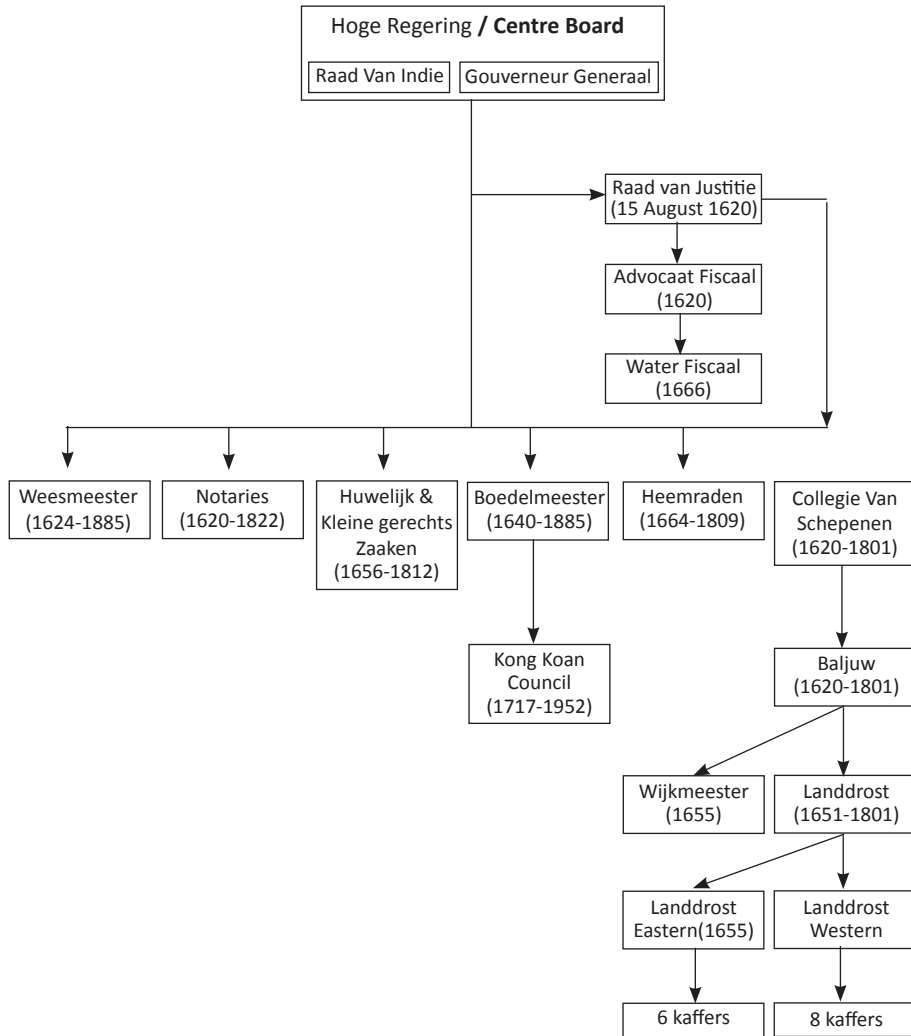 Hoge Regering / Centre Board
Raad Van Indie
Gouverneur Generaal
Raad van Justitie
(15 August 1620)
Advocaat Fiscaal
(1620)
Water Fiscaal
(1666)
Weesmeester
(1624-1885)
Notaries
(1620-1822)
Huwelijk &
Kleine gerechts
Zaaken
(1656-1812)
Boedelmeester
(1640-1885)
Heemraden
(1664-1809)
Collegie Van
Schepenen
(1620-1801)
Kong Koan
Council
(1717-1952)
Baljuw
(1620-1801)
Wijkmeester
(1655)
Landdrost
(1651-1801)
Landdrost
Eastern(1655)
Landdrost
Western
6 kaffers
8 kaffers